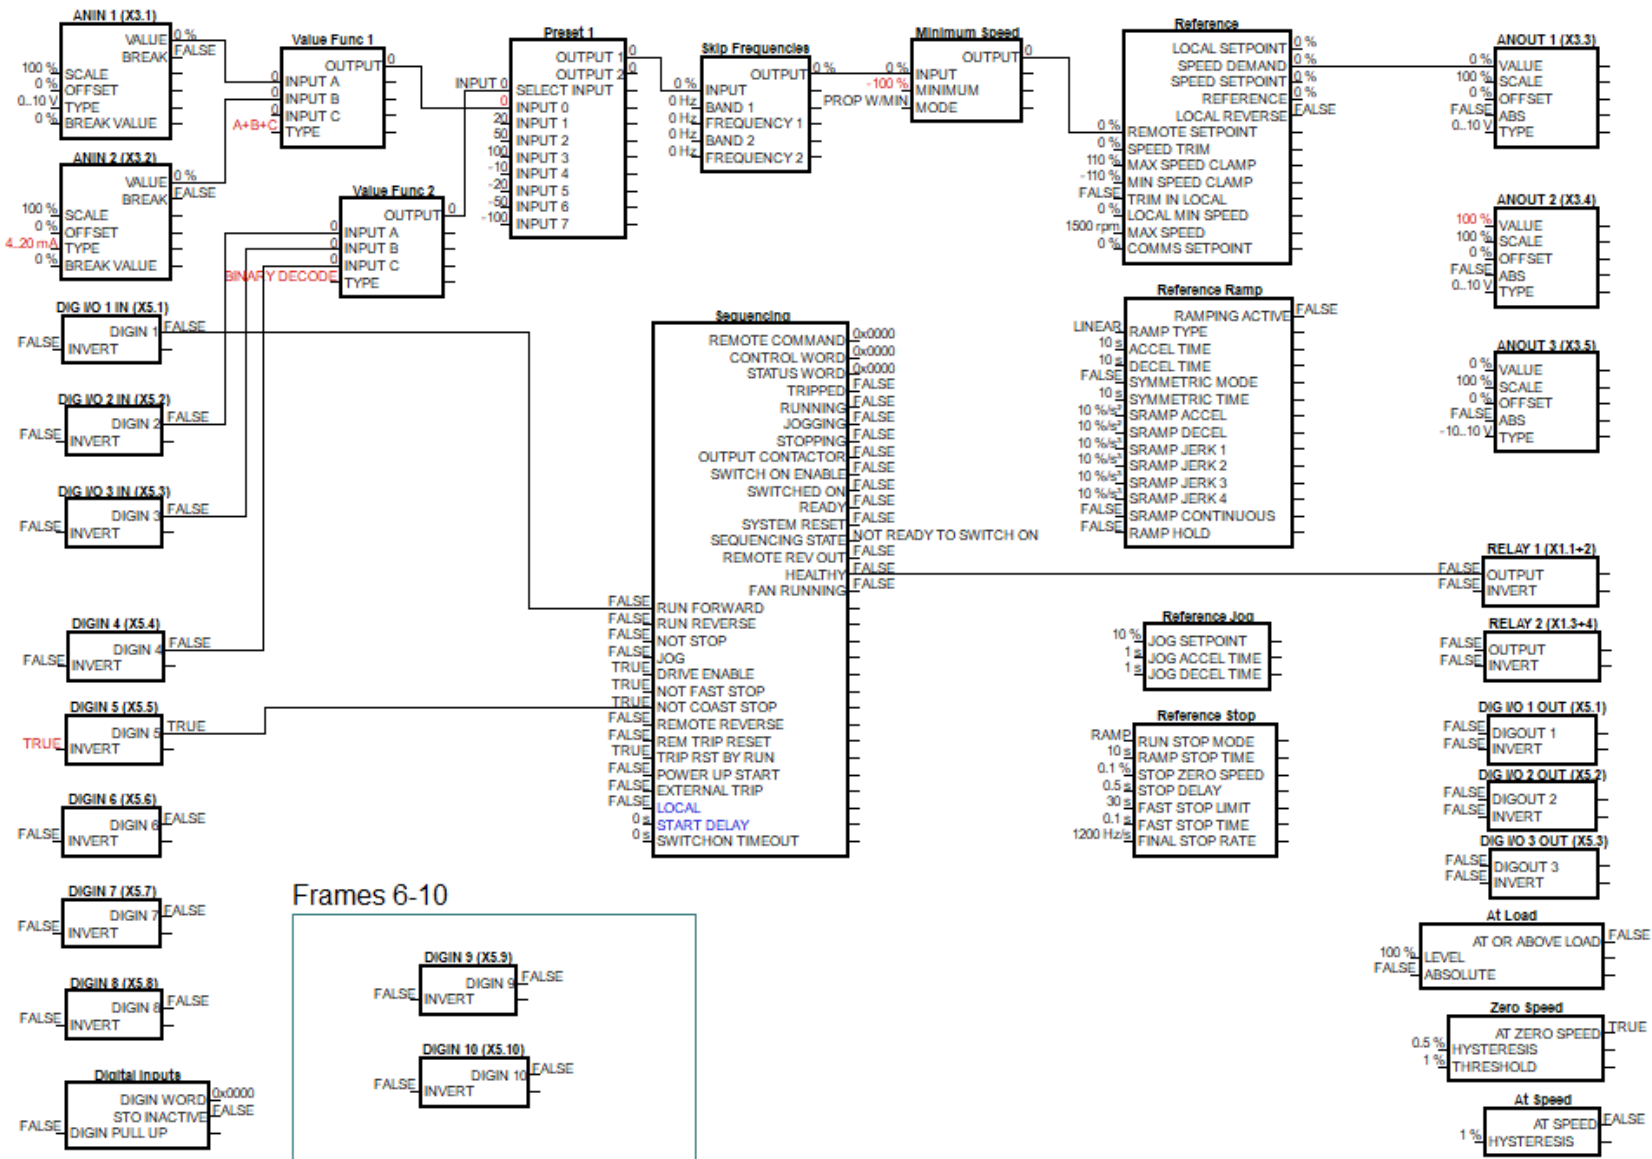 ANIN 1 (X3.1)
VALUE 0 %
BREAK FALSE
100 % SCALE
0 % OFFSET
0..10 V TYPE
0 % BREAK VALUE
ANIN 2 (X3.2)
VALUE 0 %
BREAK FALSE
100 % SCALE
0 % OFFSET
4..20 mA TYPE
0 % BREAK VALUE
DIG I/O 1 IN (X5.1)
DIGIN 1 FALSE
FALSE INVERT
DIG I/O 2 IN (X5.2)
DIGIN 2 FALSE
FALSE INVERT
DIG I/O 3 IN (X5.3)
DIGIN 3 FALSE
FALSE INVERT
DIGIN 4 (X5.4)
DIGIN 4 FALSE
FALSE INVERT
DIGIN 5 (X5.5)
DIGIN 5 TRUE
TRUE INVERT
DIGIN 6 (X5.6)
DIGIN 6 FALSE
FALSE INVERT
DIGIN 7 (X5.7)
DIGIN 7 FALSE
FALSE INVERT
DIGIN 8 (X5.8)
DIGIN 8 FALSE
FALSE INVERT
Digital Inputs
DIGIN WORD 0x0000
STO INACTIVE FALSE
FALSE DIGIN PULL UP
Value Func 1
OUTPUT 0
0 INPUT A
0 INPUT B
0 INPUT C
A+B+C TYPE
Value Func 2
OUTPUT 0
0 INPUT A
0 INPUT B
0 INPUT C
BINARY DECODE TYPE
Preset 1
OUTPUT 1 0
OUTPUT 2 0
INPUT 0 SELECT INPUT
0 INPUT 0
20 INPUT 1
50 INPUT 2
100 INPUT 3
-10 INPUT 4
-20 INPUT 5
-50 INPUT 6
-100 INPUT 7
Skip Frequencies
OUTPUT 0 %
0 % INPUT
0 Hz BAND 1
0 Hz FREQUENCY 1
0 Hz BAND 2
0 Hz FREQUENCY 2
Minimum Speed
OUTPUT 0
0 % INPUT
-100 % MINIMUM
PROP W/MIN MODE
Sequencing
REMOTE COMMAND 0x0000
CONTROL WORD 0x0000
STATUS WORD 0x0000
TRIPPED FALSE
RUNNING FALSE
JOGGING FALSE
STOPPING FALSE
OUTPUT CONTACTOR FALSE
SWITCH ON ENABLE FALSE
SWITCHED ON FALSE
READY FALSE
SYSTEM RESET FALSE
SEQUENCING STATE NOT READY TO SWITCH ON
REMOTE REV OUT FALSE
HEALTHY FALSE
FAN RUNNING FALSE
FALSE RUN FORWARD
FALSE RUN REVERSE
FALSE NOT STOP
FALSE JOG
TRUE DRIVE ENABLE
TRUE NOT FAST STOP
TRUE NOT COAST STOP
FALSE REMOTE REVERSE
FALSE REM TRIP RESET
TRUE TRIP RST BY RUN
FALSE POWER UP START
FALSE EXTERNAL TRIP
FALSE LOCAL
0 s START DELAY
0 s SWITCHON TIMEOUT
Frames 6-10
DIGIN 9 (X5.9)
DIGIN 9 FALSE
FALSE INVERT
DIGIN 10 (X5.10)
DIGIN 10 FALSE
FALSE INVERT
Reference
LOCAL SETPOINT 0 %
SPEED DEMAND 0 %
SPEED SETPOINT 0 %
REFERENCE 0 %
LOCAL REVERSE FALSE
0 % REMOTE SETPOINT
0 % SPEED TRIM
110 % MAX SPEED CLAMP
-110 % MIN SPEED CLAMP
FALSE TRIM IN LOCAL
0 % LOCAL MIN SPEED
1500 rpm MAX SPEED
0 % COMMS SETPOINT
Reference Ramp
RAMPING ACTIVE FALSE
LINEAR RAMP TYPE
10 s ACCEL TIME
10 s DECEL TIME
FALSE SYMMETRIC MODE
10 s SYMMETRIC TIME
10 %/s² SRAMP ACCEL
10 %/s² SRAMP DECEL
10 %/s³ SRAMP JERK 1
10 %/s³ SRAMP JERK 2
10 %/s³ SRAMP JERK 3
10 %/s³ SRAMP JERK 4
FALSE SRAMP CONTINUOUS
FALSE RAMP HOLD
Reference Jog
10 % JOG SETPOINT
1 s JOG ACCEL TIME
1 s JOG DECEL TIME
Reference Stop
RAMP RUN STOP MODE
10 s RAMP STOP TIME
0.1 % STOP ZERO SPEED
0.5 s STOP DELAY
30 s FAST STOP LIMIT
0.1 s FAST STOP TIME
1200 Hz/s FINAL STOP RATE
ANOUT 1 (X3.3)
0 % VALUE
100 % SCALE
0 % OFFSET
FALSE ABS
0..10 V TYPE
ANOUT 2 (X3.4)
100 % VALUE
100 % SCALE
0 % OFFSET
FALSE ABS
0..10 V TYPE
ANOUT 3 (X3.5)
0 % VALUE
100 % SCALE
0 % OFFSET
FALSE ABS
-10..10 V TYPE
RELAY 1 (X1.1+2)
FALSE OUTPUT
FALSE INVERT
RELAY 2 (X1.3+4)
FALSE OUTPUT
FALSE INVERT
DIG I/O 1 OUT (X5.1)
FALSE DIGOUT 1
FALSE INVERT
DIG I/O 2 OUT (X5.2)
FALSE DIGOUT 2
FALSE INVERT
DIG I/O 3 OUT (X5.3)
FALSE DIGOUT 3
FALSE INVERT
At Load
AT OR ABOVE LOAD FALSE
100 % LEVEL
FALSE ABSOLUTE
Zero Speed
AT ZERO SPEED TRUE
0.5 % HYSTERESIS
1 % THRESHOLD
At Speed
AT SPEED FALSE
1 % HYSTERESIS